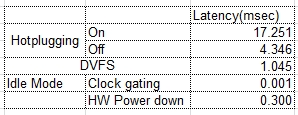 Latency(msec)
Hotplugging On 17.251
Off 4.346
DVFS 1.045
Idle Mode Clock gating 0.001
HW Power down 0.300